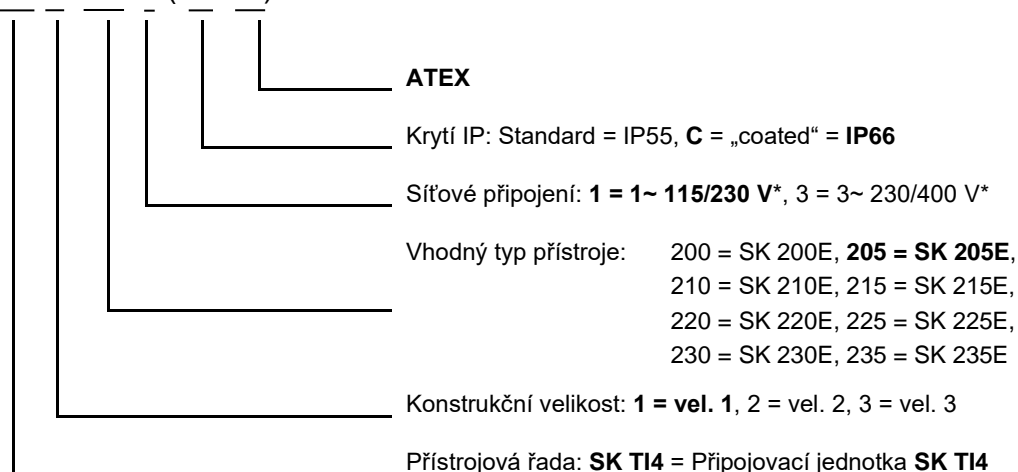 ATEX
Krytí IP: Standard = IP55, C = „coated“ = IP66
Síťové připojení: 1 = 1~ 115/230 V*, 3 = 3~ 230/400 V*
Vhodný typ přístroje: 200 = SK 200E, 205 = SK 205E,
210 = SK 210E, 215 = SK 215E,
220 = SK 220E, 225 = SK 225E,
230 = SK 230E, 235 = SK 235E
Konstrukční velikost: 1 = vel. 1, 2 = vel. 2, 3 = vel. 3
Přístrojová řada: SK TI4 = Připojovací jednotka SK TI4